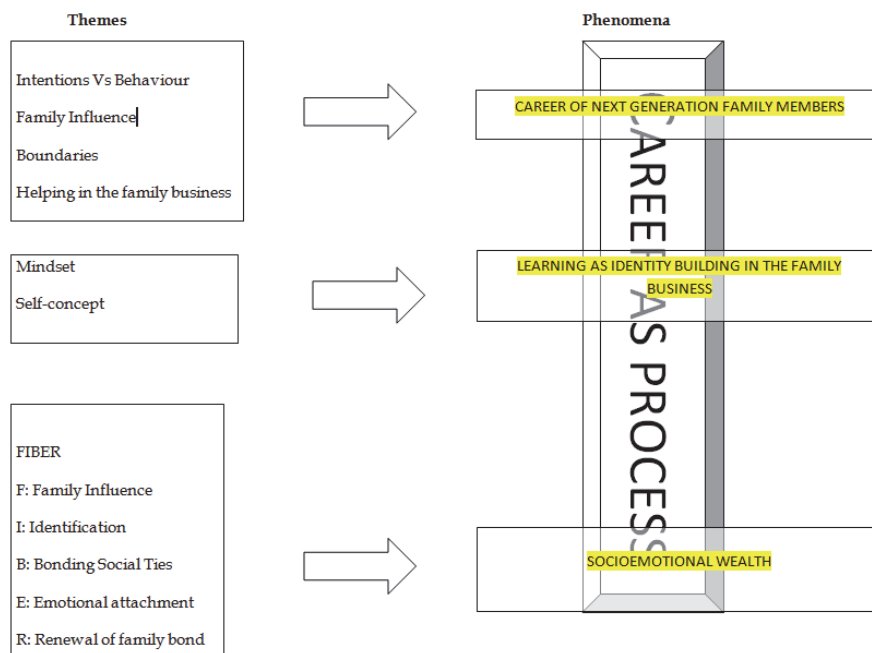 Themes
Phenomena
Intentions Vs Behaviour
Family Influence
Boundaries
Helping in the family business
CAREER OF NEXT GENERATION FAMILY MEMBERS
Mindset
Self-concept
LEARNING AS IDENTITY BUILDING IN THE FAMILY
BUSINESS
FIBER
F: Family Influence
I: Identification
B: Bonding Social Ties
E: Emotional attachment
R: Renewal of family bond
SOCIOEMOTIONAL WEALTH
CAREER AS PROCESS